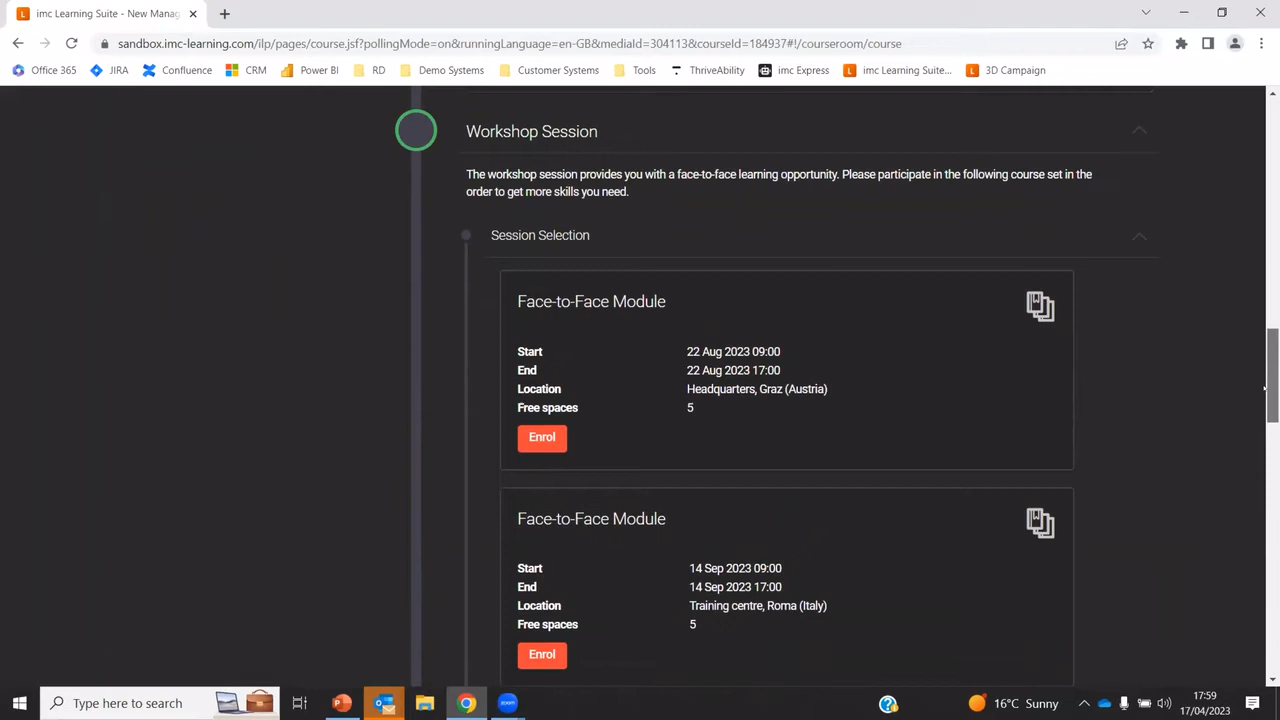 imc Learning Suite - New Manag
sandbox.imc-learning.com/ilp/pages/course.jsf?pollingMode=on&runningLanguage=en-GB&mediaId=304113&courseId=184937#!/courseroom/course
Office 365 JIRA Confluence CRM Power BI RD Demo Systems Customer Systems Tools ThriveAbility imc Express imc Learning Suite... 3D Campaign
Workshop Session
The workshop session provides you with a face-to-face learning opportunity. Please participate in the following course set in the
order to get more skills you need.
Session Selection
Face-to-Face Module
Start 22 Aug 2023 09:00
End 22 Aug 2023 17:00
Location Headquarters, Graz (Austria)
Free spaces 5
Enrol
Face-to-Face Module
Start 14 Sep 2023 09:00
End 14 Sep 2023 17:00
Location Training centre, Roma (Italy)
Free spaces 5
Enrol
Type here to search
16°C Sunny
17:59
17/04/2023